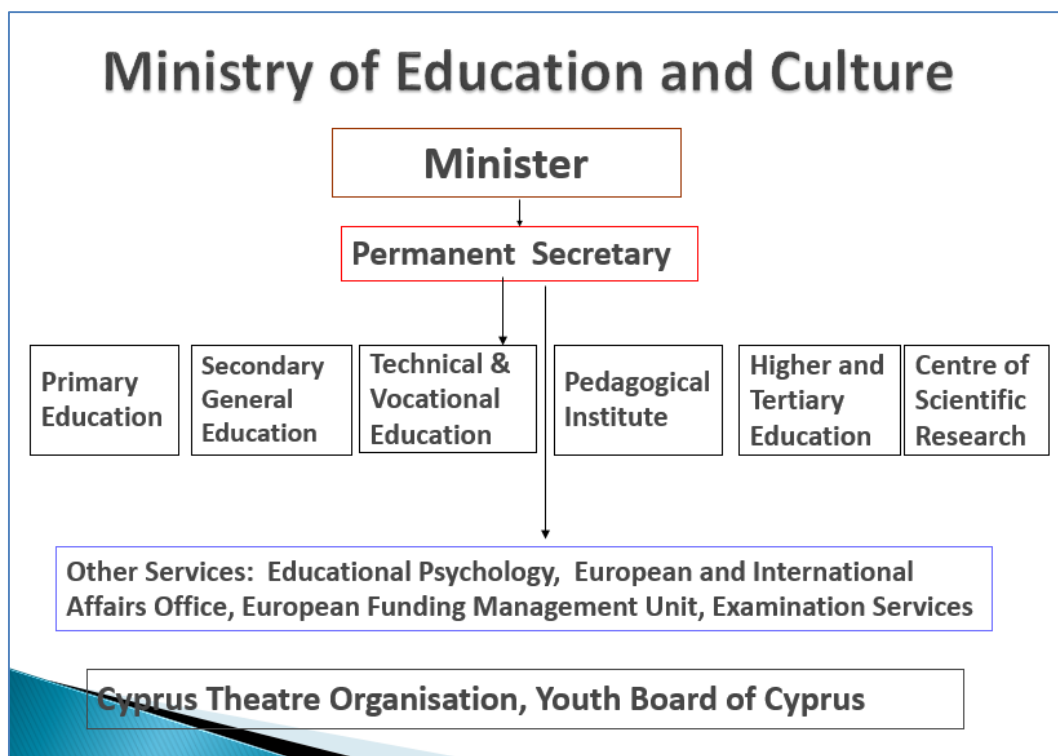 Ministry of Education and Culture
Minister
Permanent Secretary
Primary
Education
Secondary
General
Education
Technical &
Vocational
Education
Pedagogical
Institute
Higher and
Tertiary
Education
Centre of
Scientific
Research
Other Services: Educational Psychology, European and International
Affairs Office, European Funding Management Unit, Examination Services
Cyprus Theatre Organisation, Youth Board of Cyprus